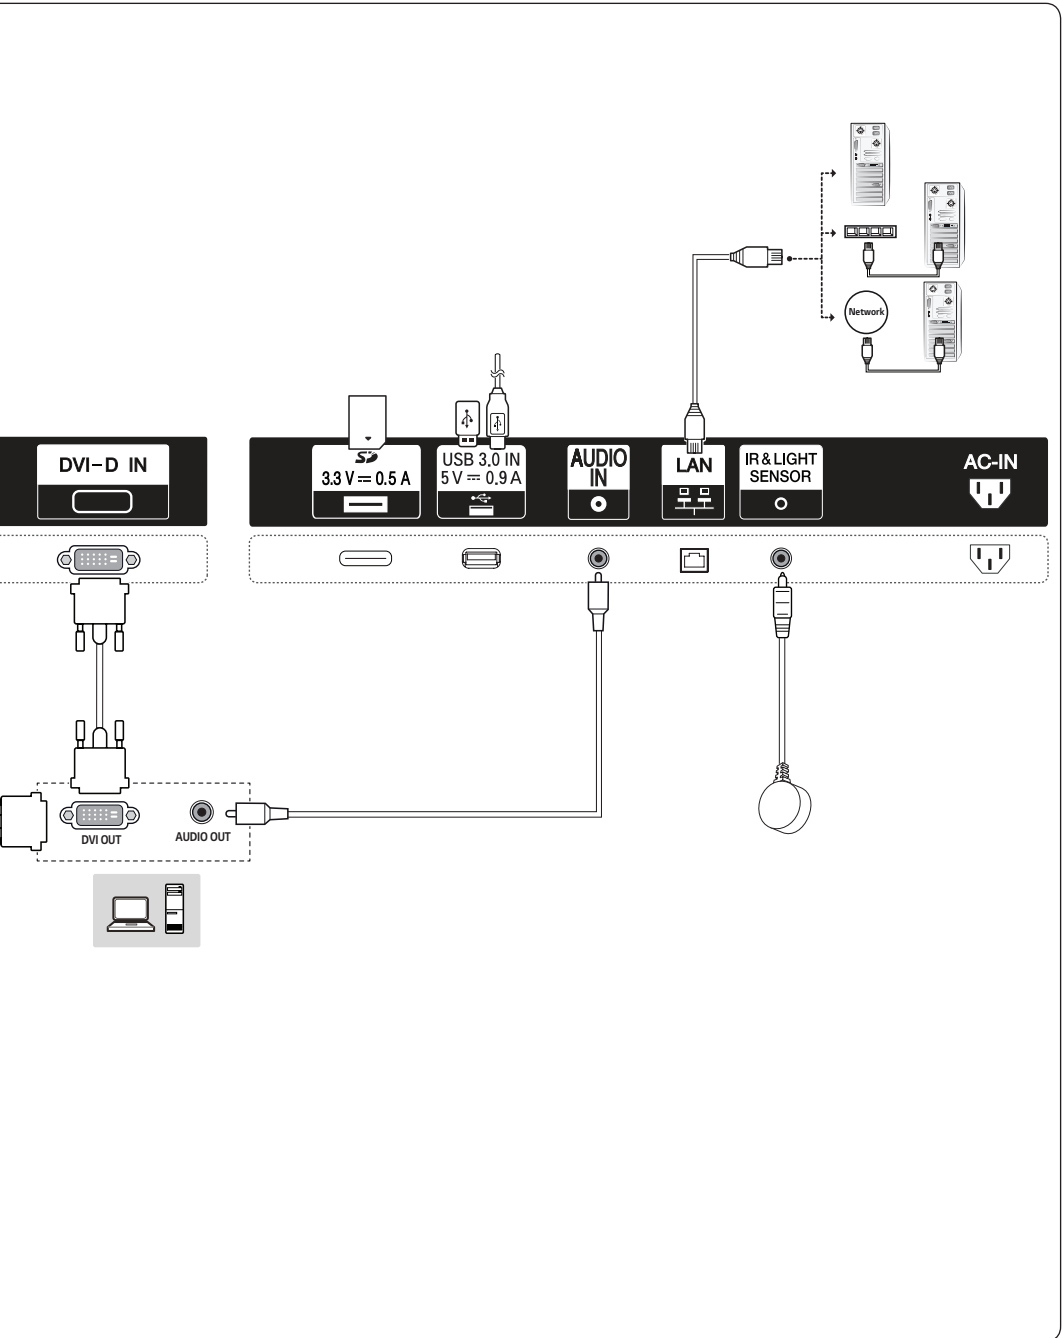 Network
DVI-D IN
SD
3.3 V ⎓ 0.5 A
USB 3.0 IN
5 V ⎓ 0.9 A
AUDIO
IN
LAN
IR & LIGHT
SENSOR
AC-IN
DVI OUT
AUDIO OUT